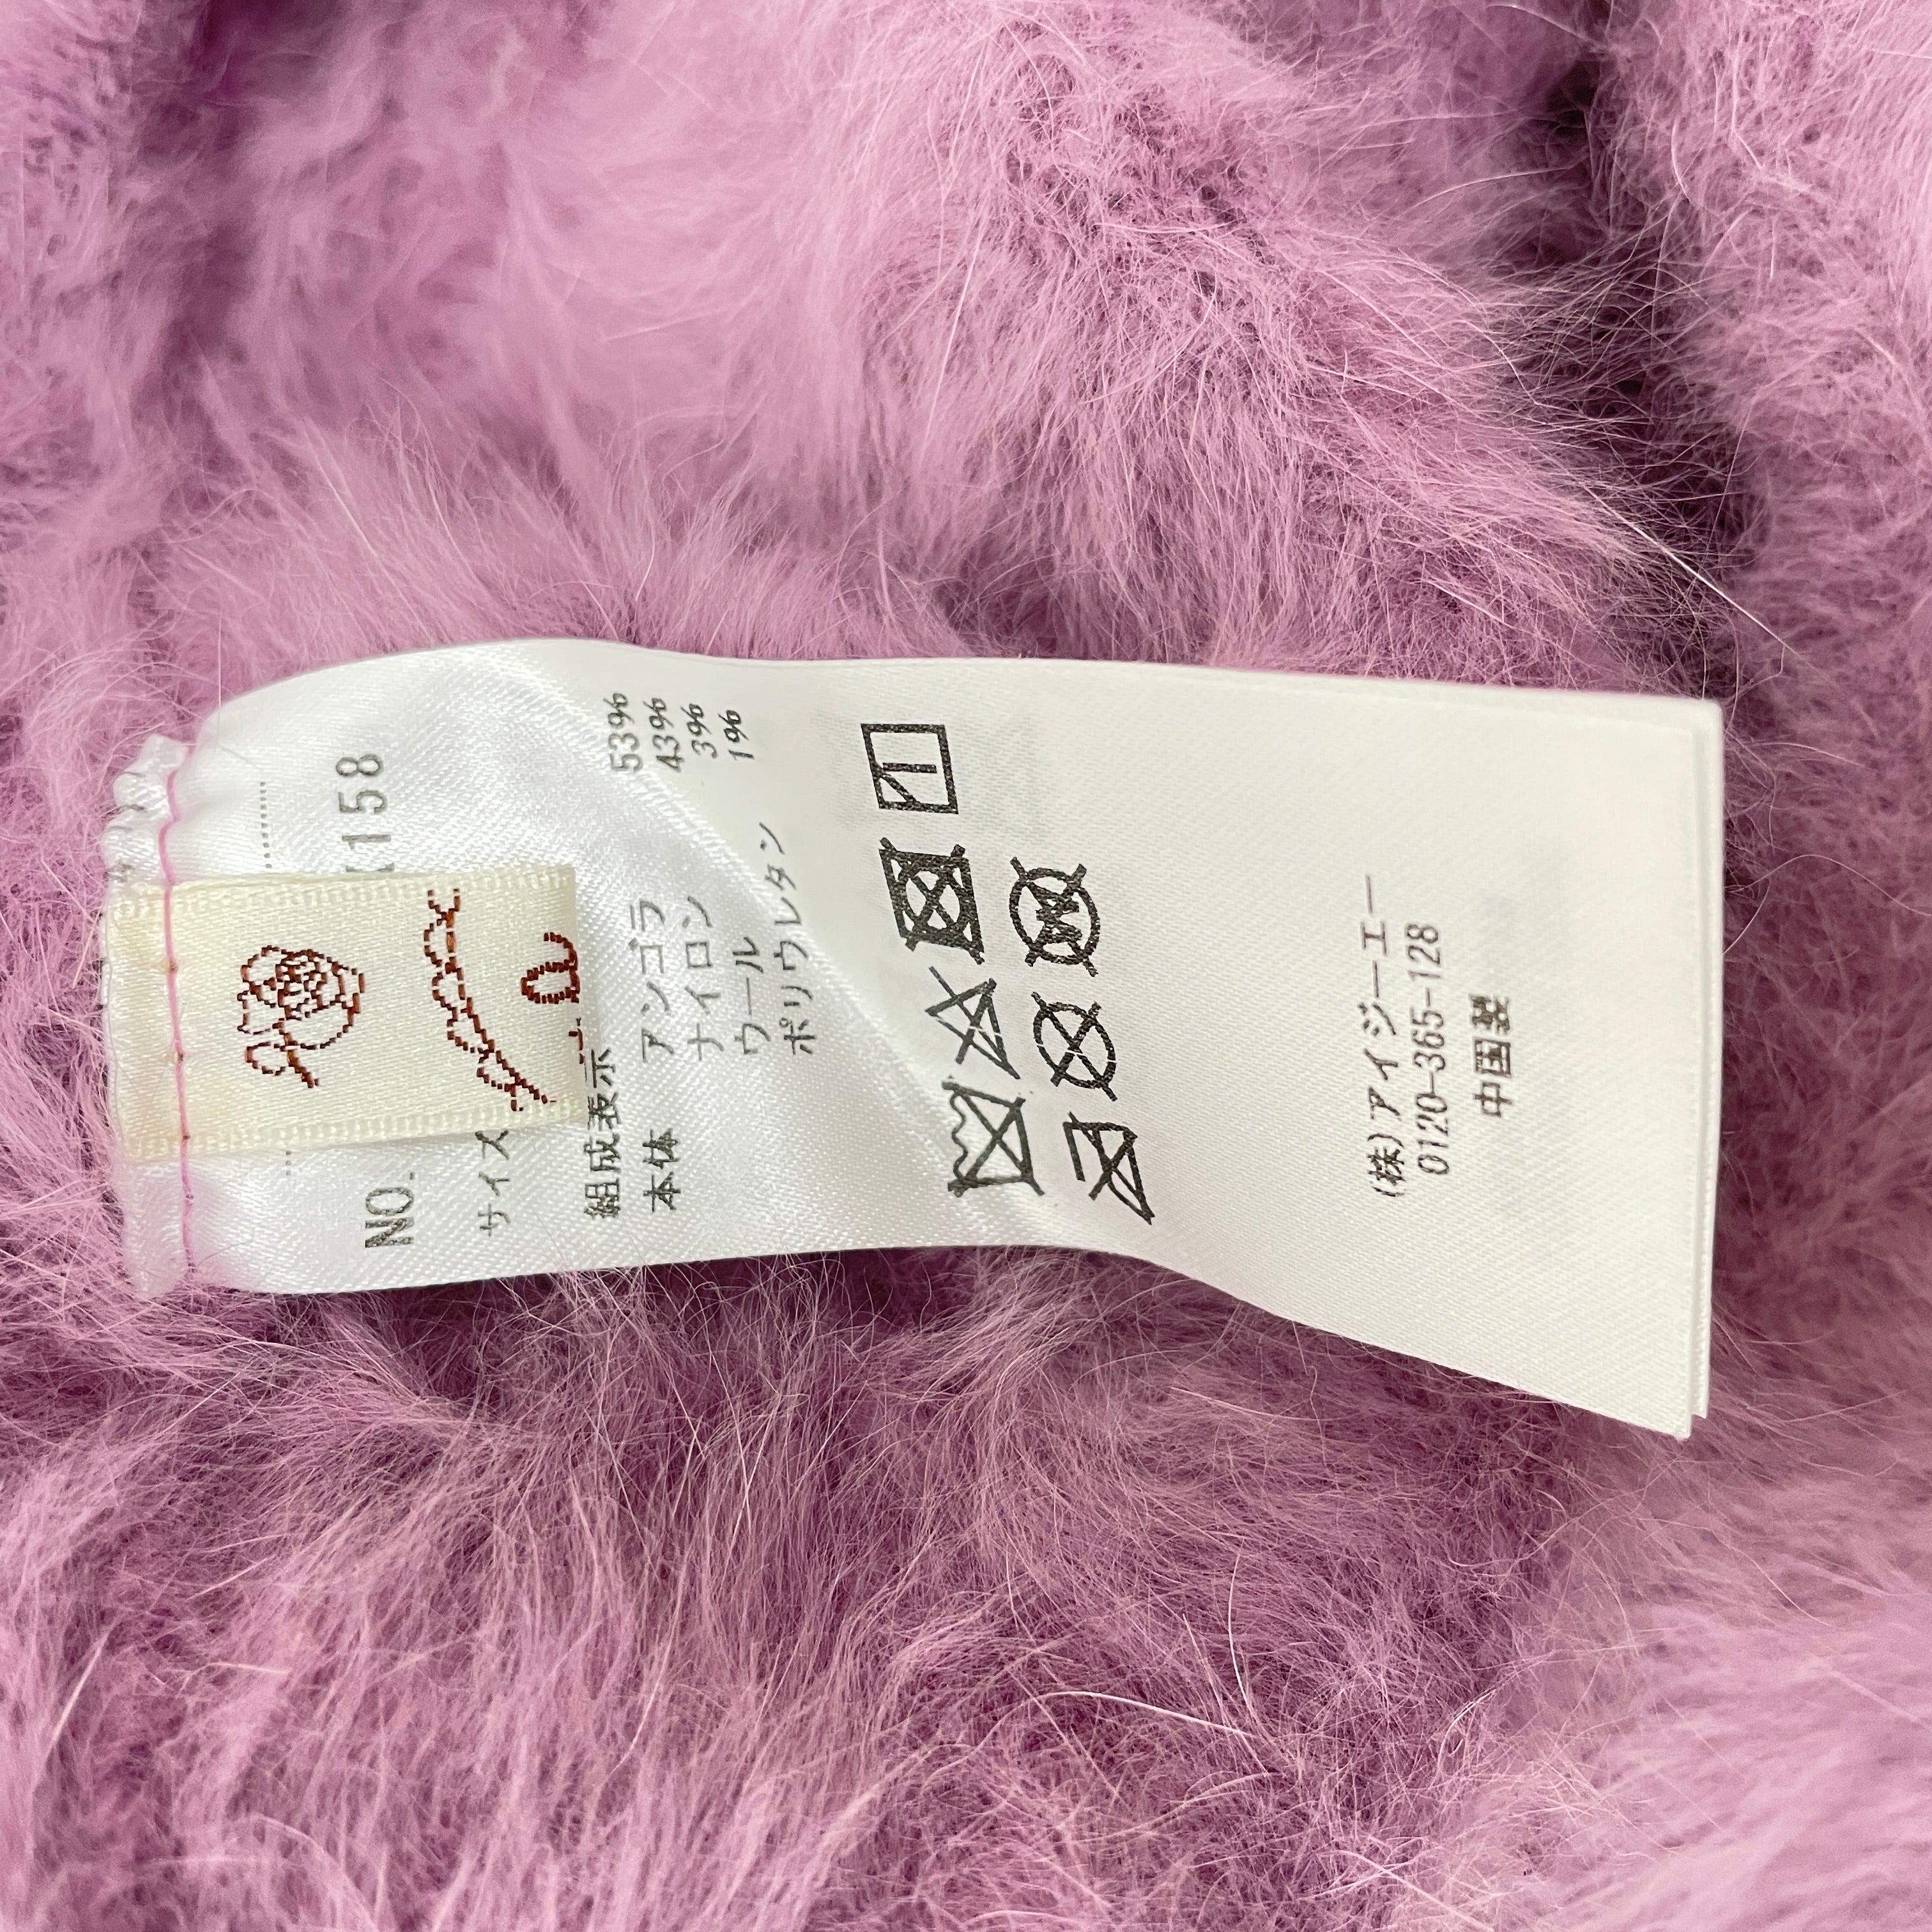 NO. 158
サイズ
組成表示
本体 アンゴラ 53%
ナイロン 43%
ウール 3%
ポリウレタン 1%
(株)アイジーエー
0120-365-128
中国製